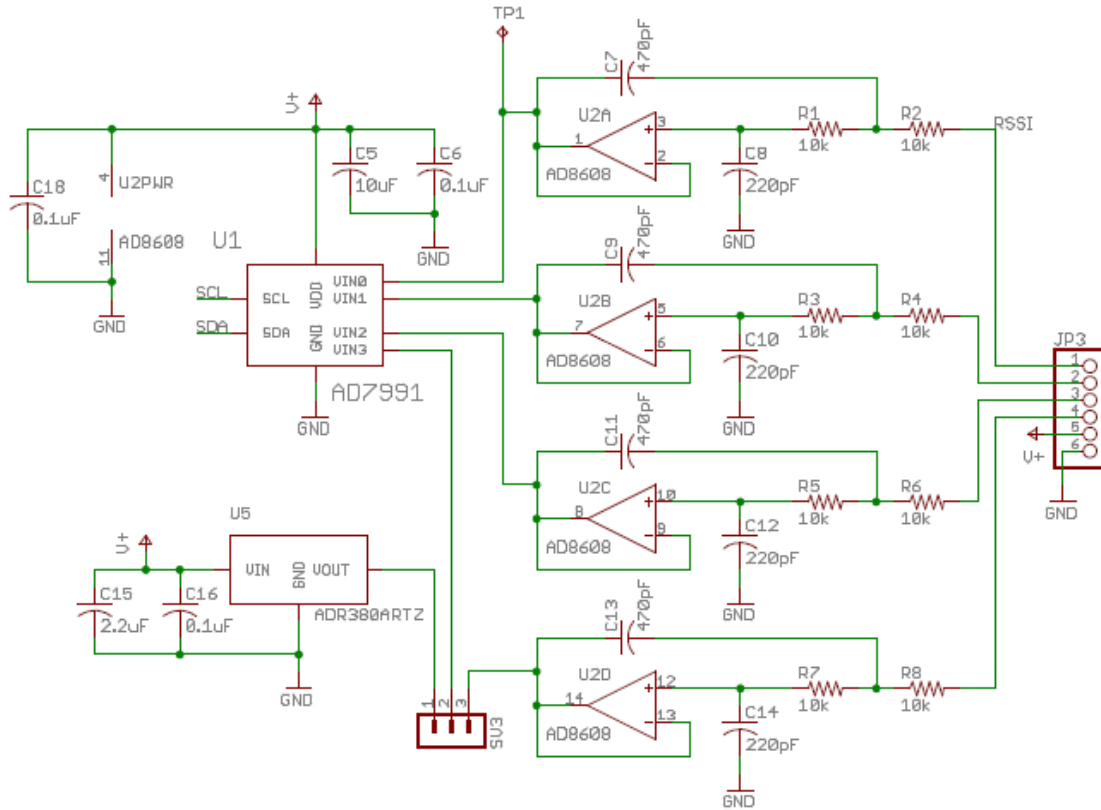 TP1
C7
470pF
V+
U2A
3
1
2
AD8608
R1
10k
R2
10k
RSSI
C8
220pF
C18
0.1uF
4
U2PWR
11
AD8608
GND
C5
10uF
C6
0.1uF
GND
GND
U1
SCL
SDA
SCL
SDA
VDD
GND
VIN0
VIN1
VIN2
VIN3
AD7991
GND
C9
470pF
U2B
5
7
6
AD8608
R3
10k
R4
10k
C10
220pF
GND
JP3
1
2
3
4
5
6
V+
GND
C11
470pF
U2C
10
8
9
AD8608
R5
10k
R6
10k
C12
220pF
GND
U5
V+
VIN
GND
VOUT
ADR380ARTZ
C15
2.2uF
C16
0.1uF
GND
1
2
3
SV3
C13
470pF
U2D
12
14
13
AD8608
R7
10k
R8
10k
C14
220pF
GND